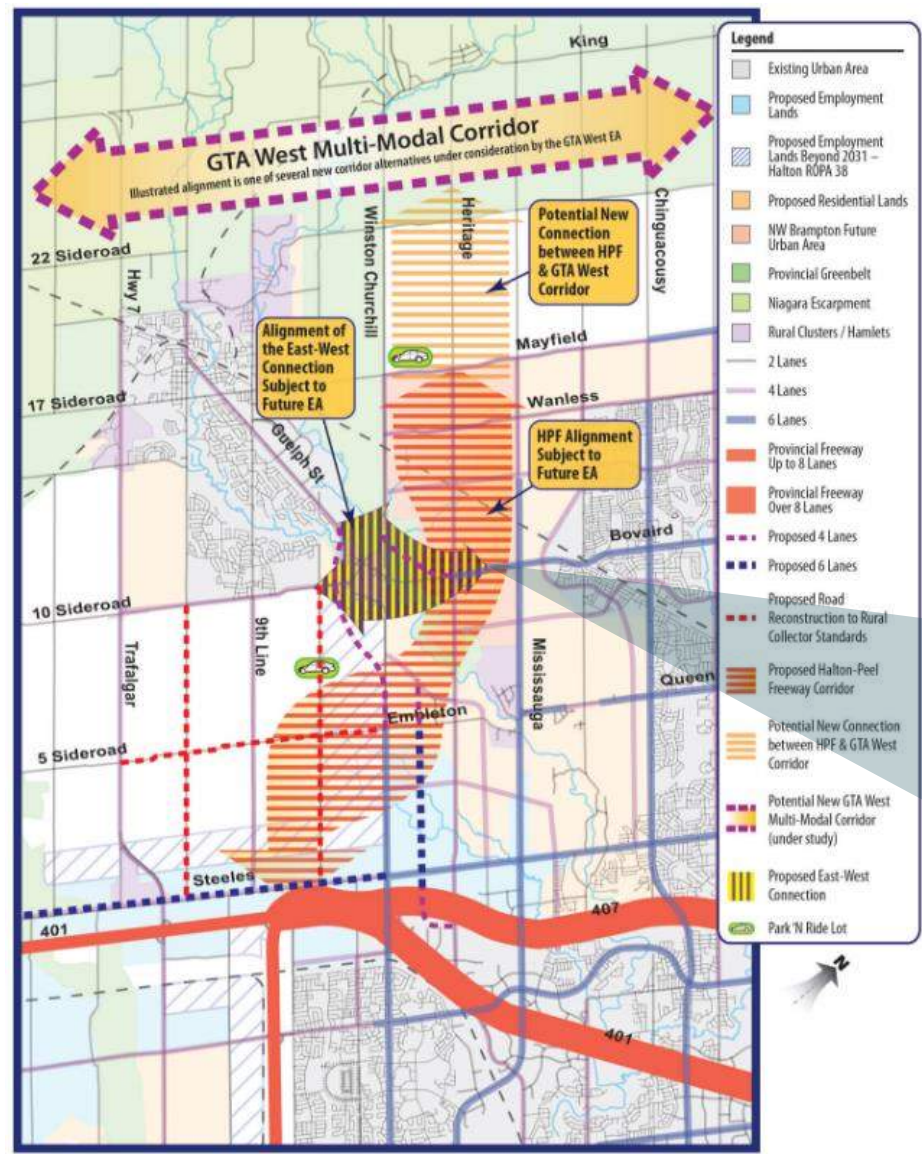 King
GTA West Multi-Modal Corridor
Illustrated alignment is one of several new corridor alternatives under consideration by the GTA West EA
22 Sideroad
Hwy 7
Winston Churchill
Heritage
Potential New
Connection
between HPF
& GTA West
Corridor
Chinguacousy
Alignment of
the East-West
Connection
Subject to
Future EA
Mayfield
17 Sideroad
Wanless
Guelph St
HPF Alignment
Subject to
Future EA
Bovaird
10 Sideroad
Trafalgar
9th Line
Mississauga
Queen
Embleton
5 Sideroad
Steeles
401
407
401
Legend
Existing Urban Area
Proposed Employment
Lands
Proposed Employment
Lands Beyond 2031 –
Halton ROPA 38
Proposed Residential Lands
NW Brampton Future
Urban Area
Provincial Greenbelt
Niagara Escarpment
Rural Clusters / Hamlets
2 Lanes
4 Lanes
6 Lanes
Provincial Freeway
Up to 8 Lanes
Provincial Freeway
Over 8 Lanes
Proposed 4 Lanes
Proposed 6 Lanes
Proposed Road
Reconstruction to Rural
Collector Standards
Proposed Halton-Peel
Freeway Corridor
Potential New Connection
between HPF & GTA West
Corridor
Potential New GTA West
Multi-Modal Corridor
(under study)
Proposed East-West
Connection
Park 'N Ride Lot
N